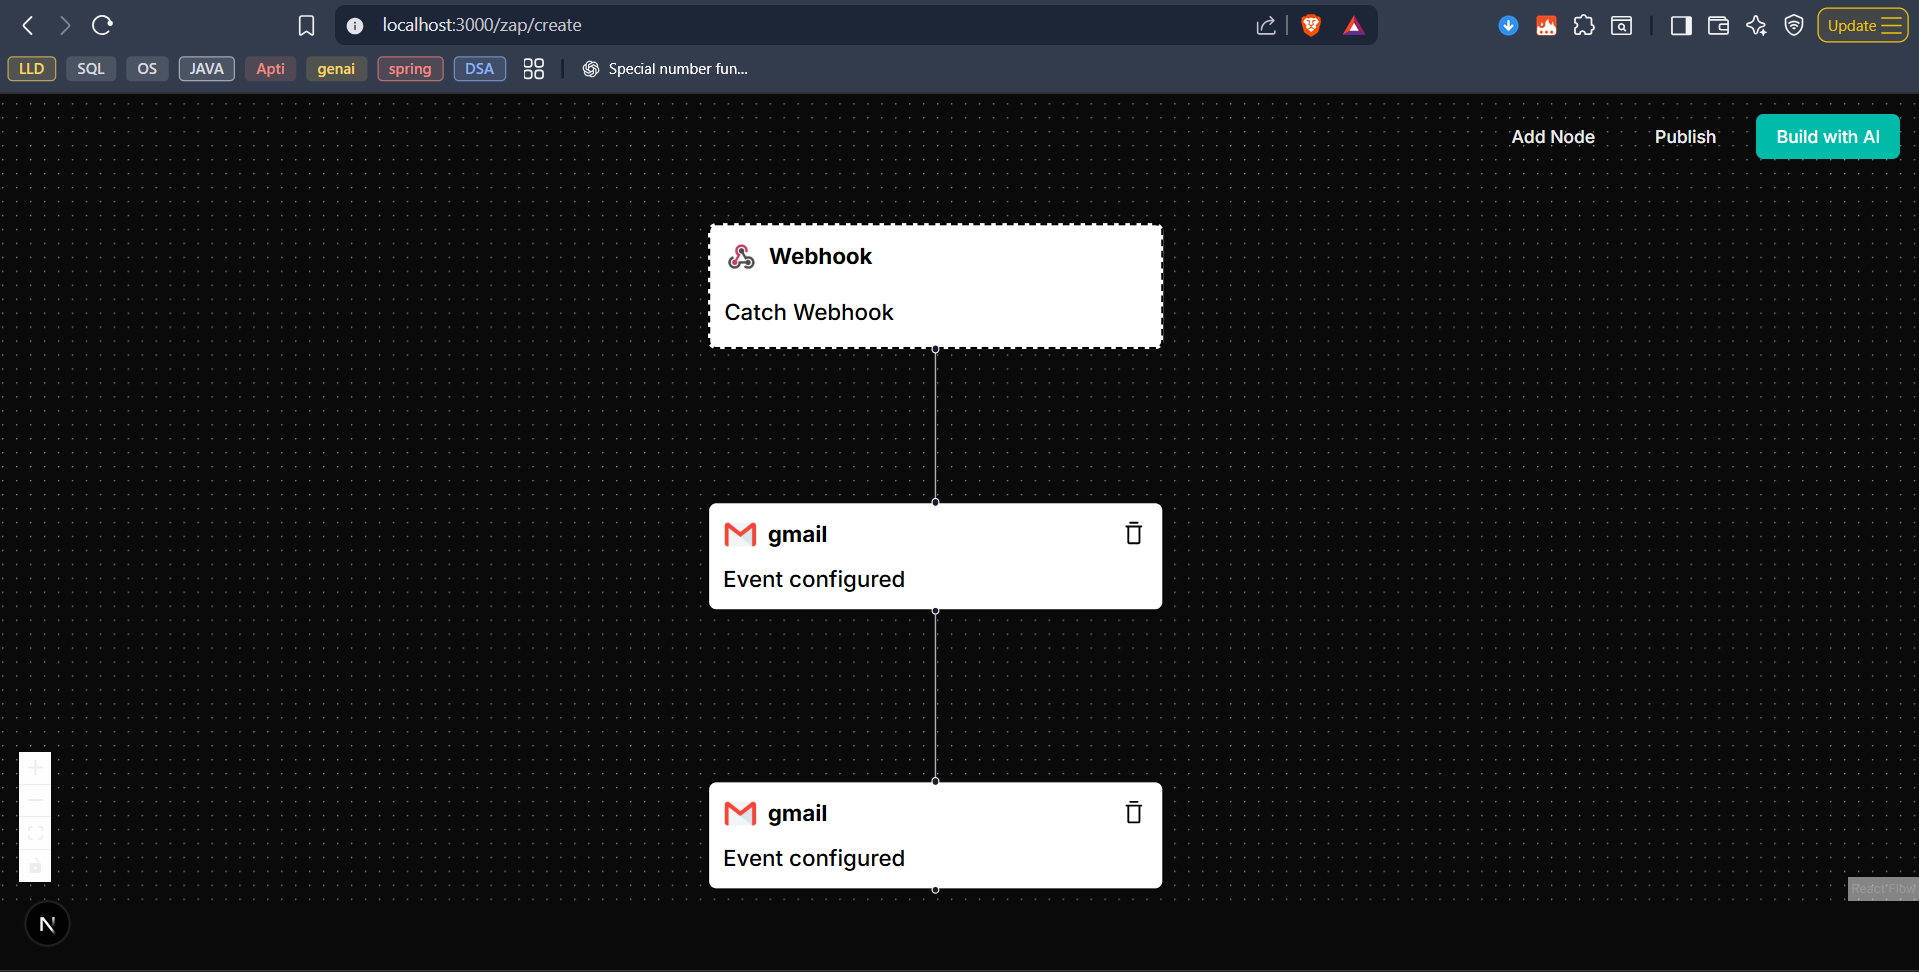 localhost:3000/zap/create
Update
LLD SQL OS JAVA Apti genai spring DSA Special number fun...
Add Node Publish Build with AI
Webhook
Catch Webhook
gmail
Event configured
gmail
Event configured
React Flow
N